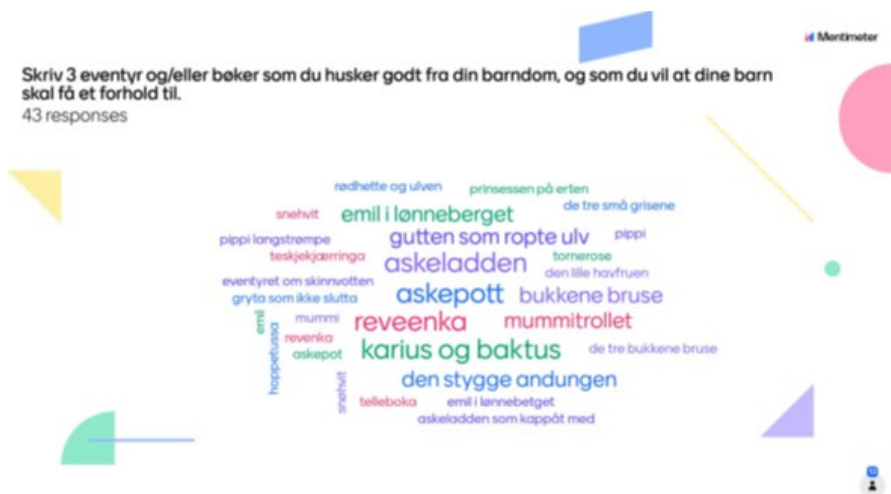 Mentimeter
Skriv 3 eventyr og/eller bøker som du husker godt fra din barndom, og som du vil at dine barn
skal få et forhold til.
43 responses
rødhette og ulven
prinsessen på erten
de tre små grisene
snehvit
emil i lønneberget
pippi langstrømpe
gutten som ropte ulv
pippi
teskjekjærringa
askeladden
tornerose
den lille havfruen
eventyret om skinnvotten
gryta som ikke slutta
askepott
bukkene bruse
emil
mummi
reveenka
mummitrollet
hoppetussa
revenka
askepot
karius og baktus
de tre bukkene bruse
snøhvit
den stygge andungen
telleboka
emil i lønnebetget
askeladden som kappåt med